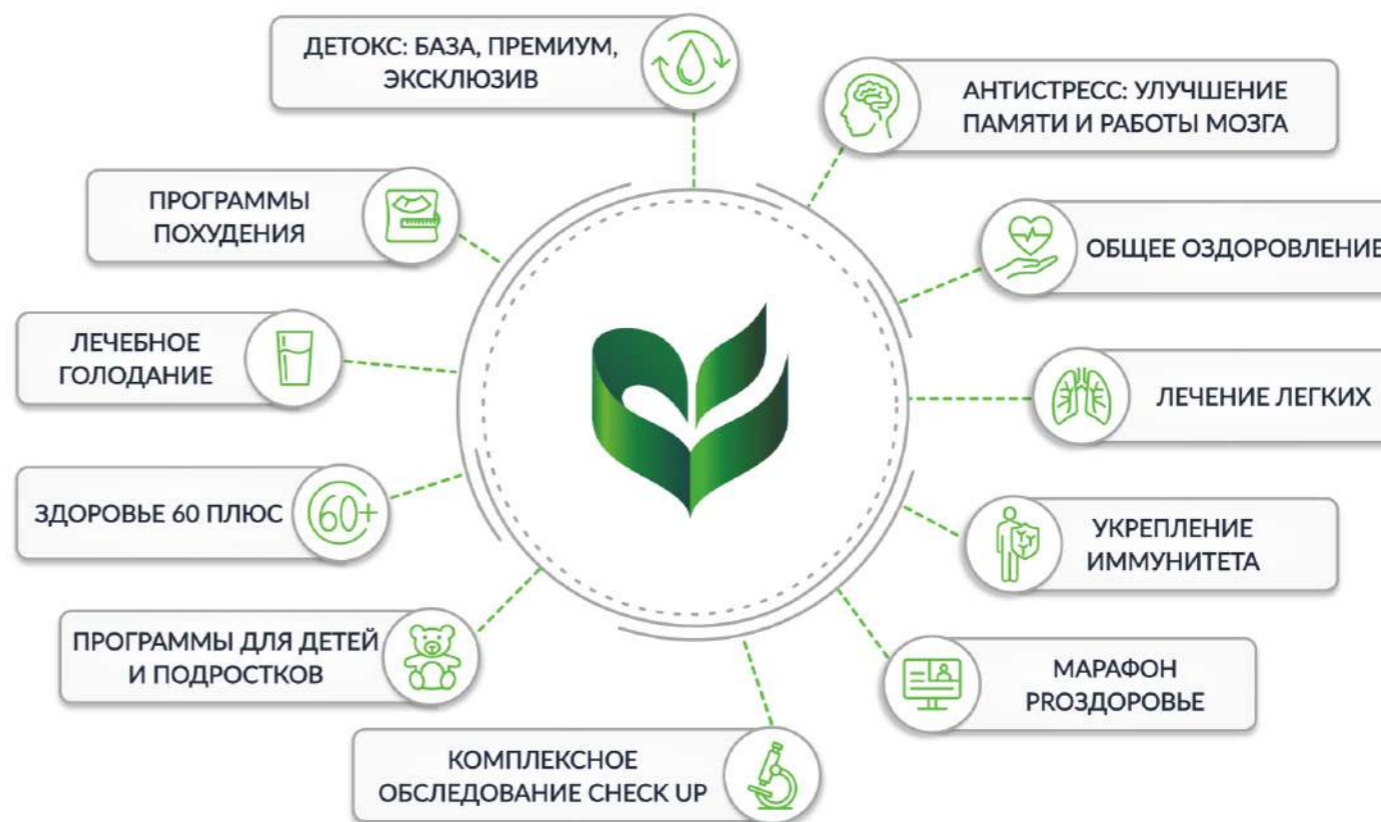 ДЕТОКС: БАЗА, ПРЕМИУМ,
ЭКСКЛЮЗИВ
АНТИСТРЕСС: УЛУЧШЕНИЕ
ПАМЯТИ И РАБОТЫ МОЗГА
ПРОГРАММЫ
ПОХУДЕНИЯ
ОБЩЕЕ ОЗДОРОВЛЕНИЕ
ЛЕЧЕБНОЕ
ГОЛОДАНИЕ
ЛЕЧЕНИЕ ЛЕГКИХ
ЗДОРОВЬЕ 60 ПЛЮС
60+
УКРЕПЛЕНИЕ
ИММУНИТЕТА
ПРОГРАММЫ ДЛЯ ДЕТЕЙ
И ПОДРОСТКОВ
МАРАФОН
PROЗДОРОВЬЕ
КОМПЛЕКСНОЕ
ОБСЛЕДОВАНИЕ CHECK UP